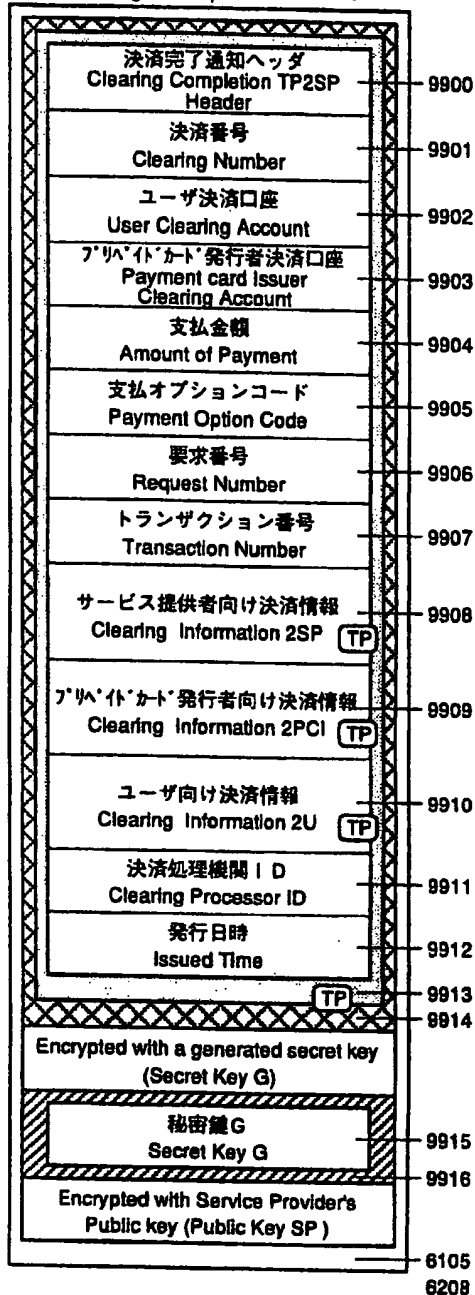 決済完了通知ヘッダ
Clearing Completion TP2SP
Header
9900
決済番号
Clearing Number
9901
ユーザ決済口座
User Clearing Account
9902
プリペイドカード発行者決済口座
Payment card Issuer
Clearing Account
9903
支払金額
Amount of Payment
9904
支払オプションコード
Payment Option Code
9905
要求番号
Request Number
9906
トランザクション番号
Transaction Number
9907
サービス提供者向け決済情報
Clearing Information 2SP
TP
9908
プリペイドカード発行者向け決済情報
Clearing Information 2PCI
TP
9909
ユーザ向け決済情報
Clearing Information 2U
TP
9910
決済処理機関ID
Clearing Processor ID
9911
発行日時
Issued Time
9912
TP
9913
9914
Encrypted with a generated secret key
(Secret Key G)
秘密鍵G
Secret Key G
9915
9916
Encrypted with Service Provider's
Public key (Public Key SP )
6105
6208